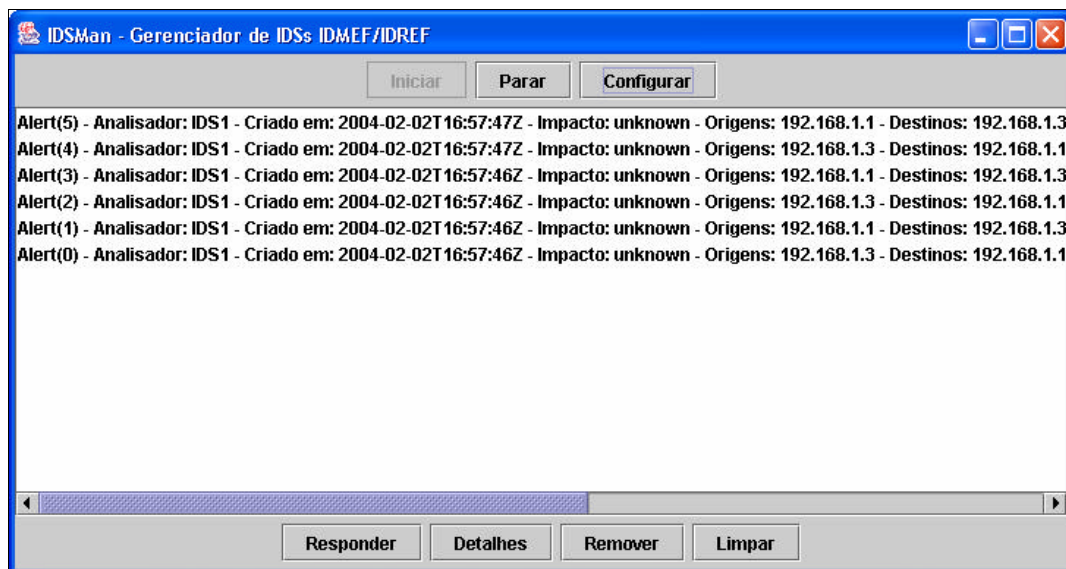 IDSMan - Gerenciador de IDSs IDMEF/IDREF
Iniciar Parar Configurar
Alert(5) - Analisador: IDS1 - Criado em: 2004-02-02T16:57:47Z - Impacto: unknown - Origens: 192.168.1.1 - Destinos: 192.168.1.3
Alert(4) - Analisador: IDS1 - Criado em: 2004-02-02T16:57:47Z - Impacto: unknown - Origens: 192.168.1.3 - Destinos: 192.168.1.1
Alert(3) - Analisador: IDS1 - Criado em: 2004-02-02T16:57:46Z - Impacto: unknown - Origens: 192.168.1.1 - Destinos: 192.168.1.3
Alert(2) - Analisador: IDS1 - Criado em: 2004-02-02T16:57:46Z - Impacto: unknown - Origens: 192.168.1.3 - Destinos: 192.168.1.1
Alert(1) - Analisador: IDS1 - Criado em: 2004-02-02T16:57:46Z - Impacto: unknown - Origens: 192.168.1.1 - Destinos: 192.168.1.3
Alert(0) - Analisador: IDS1 - Criado em: 2004-02-02T16:57:46Z - Impacto: unknown - Origens: 192.168.1.3 - Destinos: 192.168.1.1
Responder Detalhes Remover Limpar